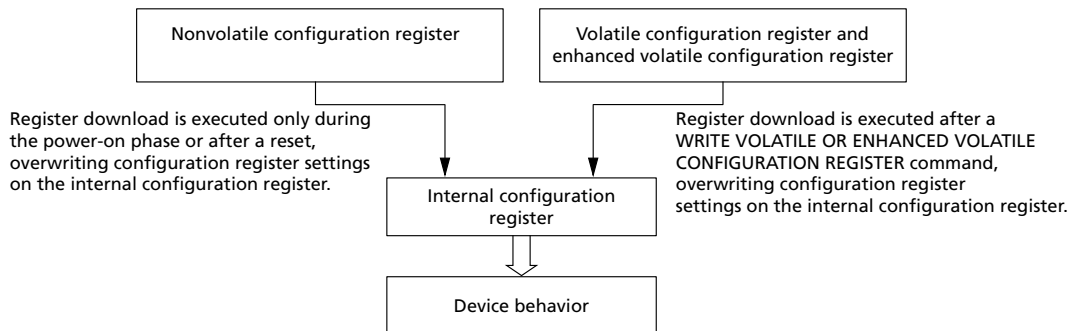 Nonvolatile configuration register
Volatile configuration register and
enhanced volatile configuration register
Register download is executed only during
the power-on phase or after a reset,
overwriting configuration register settings
on the internal configuration register.
Register download is executed after a
WRITE VOLATILE OR ENHANCED VOLATILE
CONFIGURATION REGISTER command,
overwriting configuration register
settings on the internal configuration register.
Internal configuration
register
Device behavior